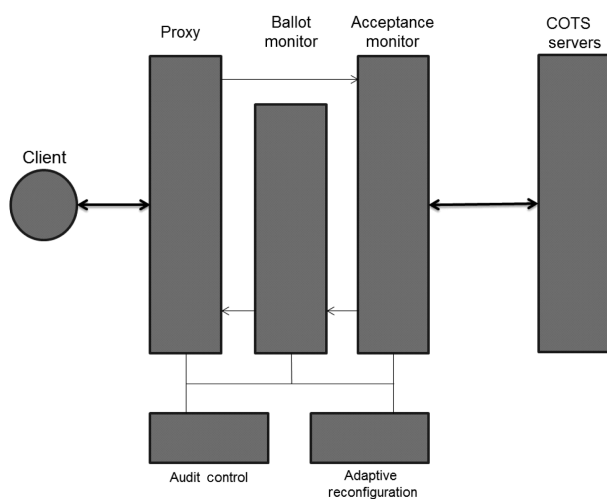 Proxy
Ballot
monitor
Acceptance
monitor
COTS
servers
Client
Audit control
Adaptive
reconfiguration